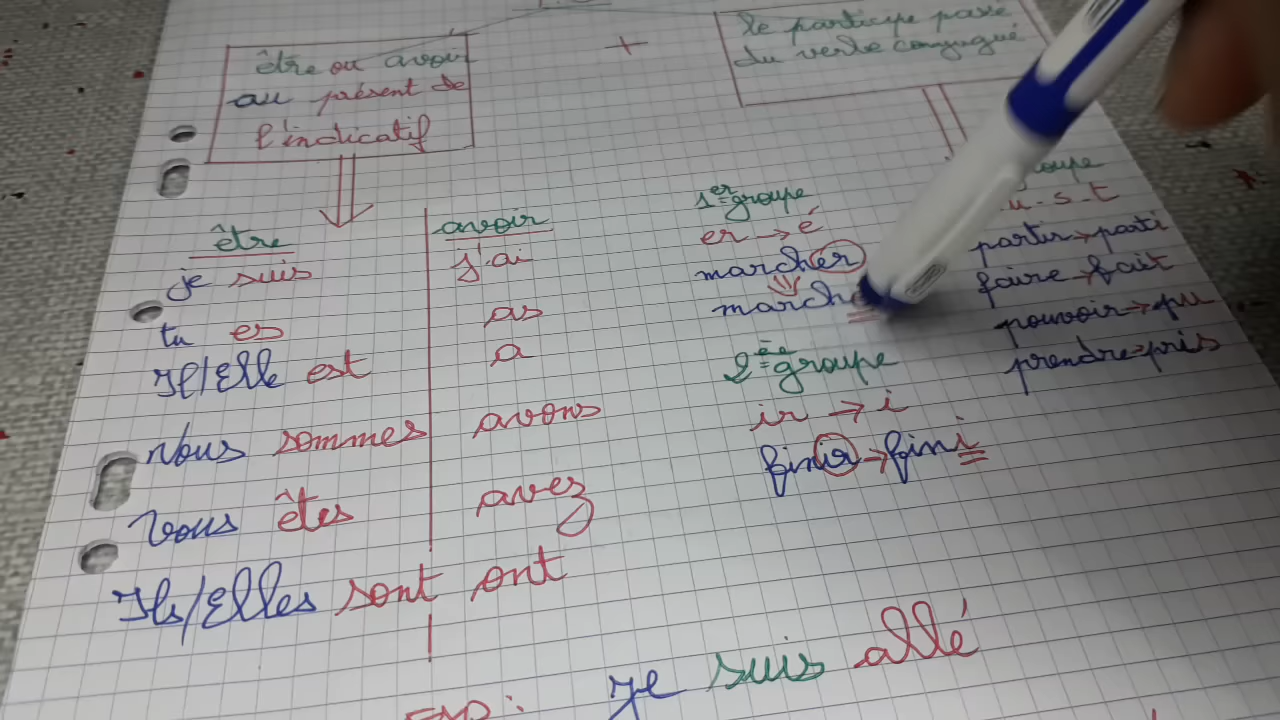 être ou avoir
au présent de
l'indicatif
+
le participe passé
du verbe conjugué
être
avoir
je suis
J'ai
tu es
as
Il/Elle est
a
Nous sommes
avons
Vous êtes
avez
Ils/Elles sont
ont
1er groupe
er → é
marcher
march
2ée groupe
ir → i
finir → fini
u.s.t
partir → parti
faire → fait
pouvoir → pu
prendre → pris
Je suis allé